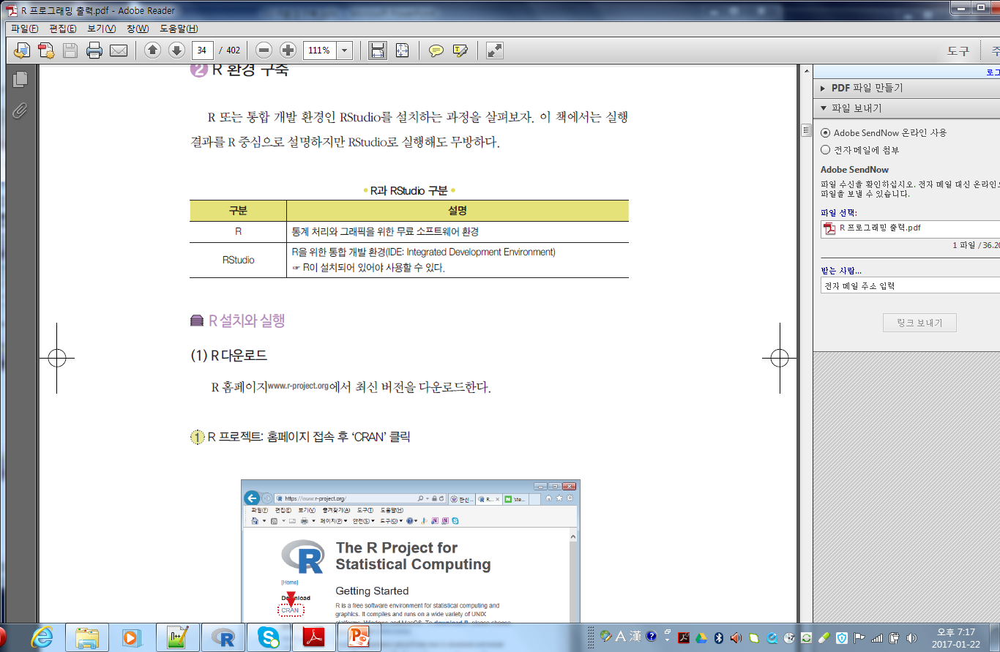 R 프로그래밍 출력.pdf - Adobe Reader
파일(F) 편집(E) 보기(V) 창(W) 도움말(H)
34 / 402 111% 도구
2 R 환경 구축
R 또는 통합 개발 환경인 RStudio를 설치하는 과정을 살펴보자. 이 책에서는 실행
결과를 R 중심으로 설명하지만 RStudio로 실행해도 무방하다.
• R과 RStudio 구분 •
구분 설명
R 통계 처리와 그래픽을 위한 무료 소프트웨어 환경
RStudio R을 위한 통합 개발 환경(IDE: Integrated Development Environment)
☞ R이 설치되어 있어야 사용할 수 있다.
R 설치와 실행
(1) R 다운로드
R 홈페이지www.r-project.org에서 최신 버전을 다운로드한다.
1 R 프로젝트: 홈페이지 접속 후 ‘CRAN’ 클릭
https://www.r-project.org/ 한신... R... 'ste...
파일(F) 편집(E) 보기(V) 즐겨찾기(A) 도구(T) 도움말(H)
페이지(P) 안전(S) 도구(O)
R
The R Project for
Statistical Computing
[Home]
Getting Started
Download
CRAN
R is a free software environment for statistical computing and
graphics. It compiles and runs on a wide variety of UNIX
로그
PDF 파일 만들기
파일 보내기
Adobe SendNow 온라인 사용
전자 메일에 첨부
Adobe SendNow
파일 수신을 확인하십시오. 전자 메일 대신 온라인으
파일을 보낼 수 있습니다.
파일 선택:
R 프로그래밍 출력.pdf
1 파일 / 36.20
받는 사람...
전자 메일 주소 입력
링크 보내기
A 漢
오후 7:17
2017-01-22